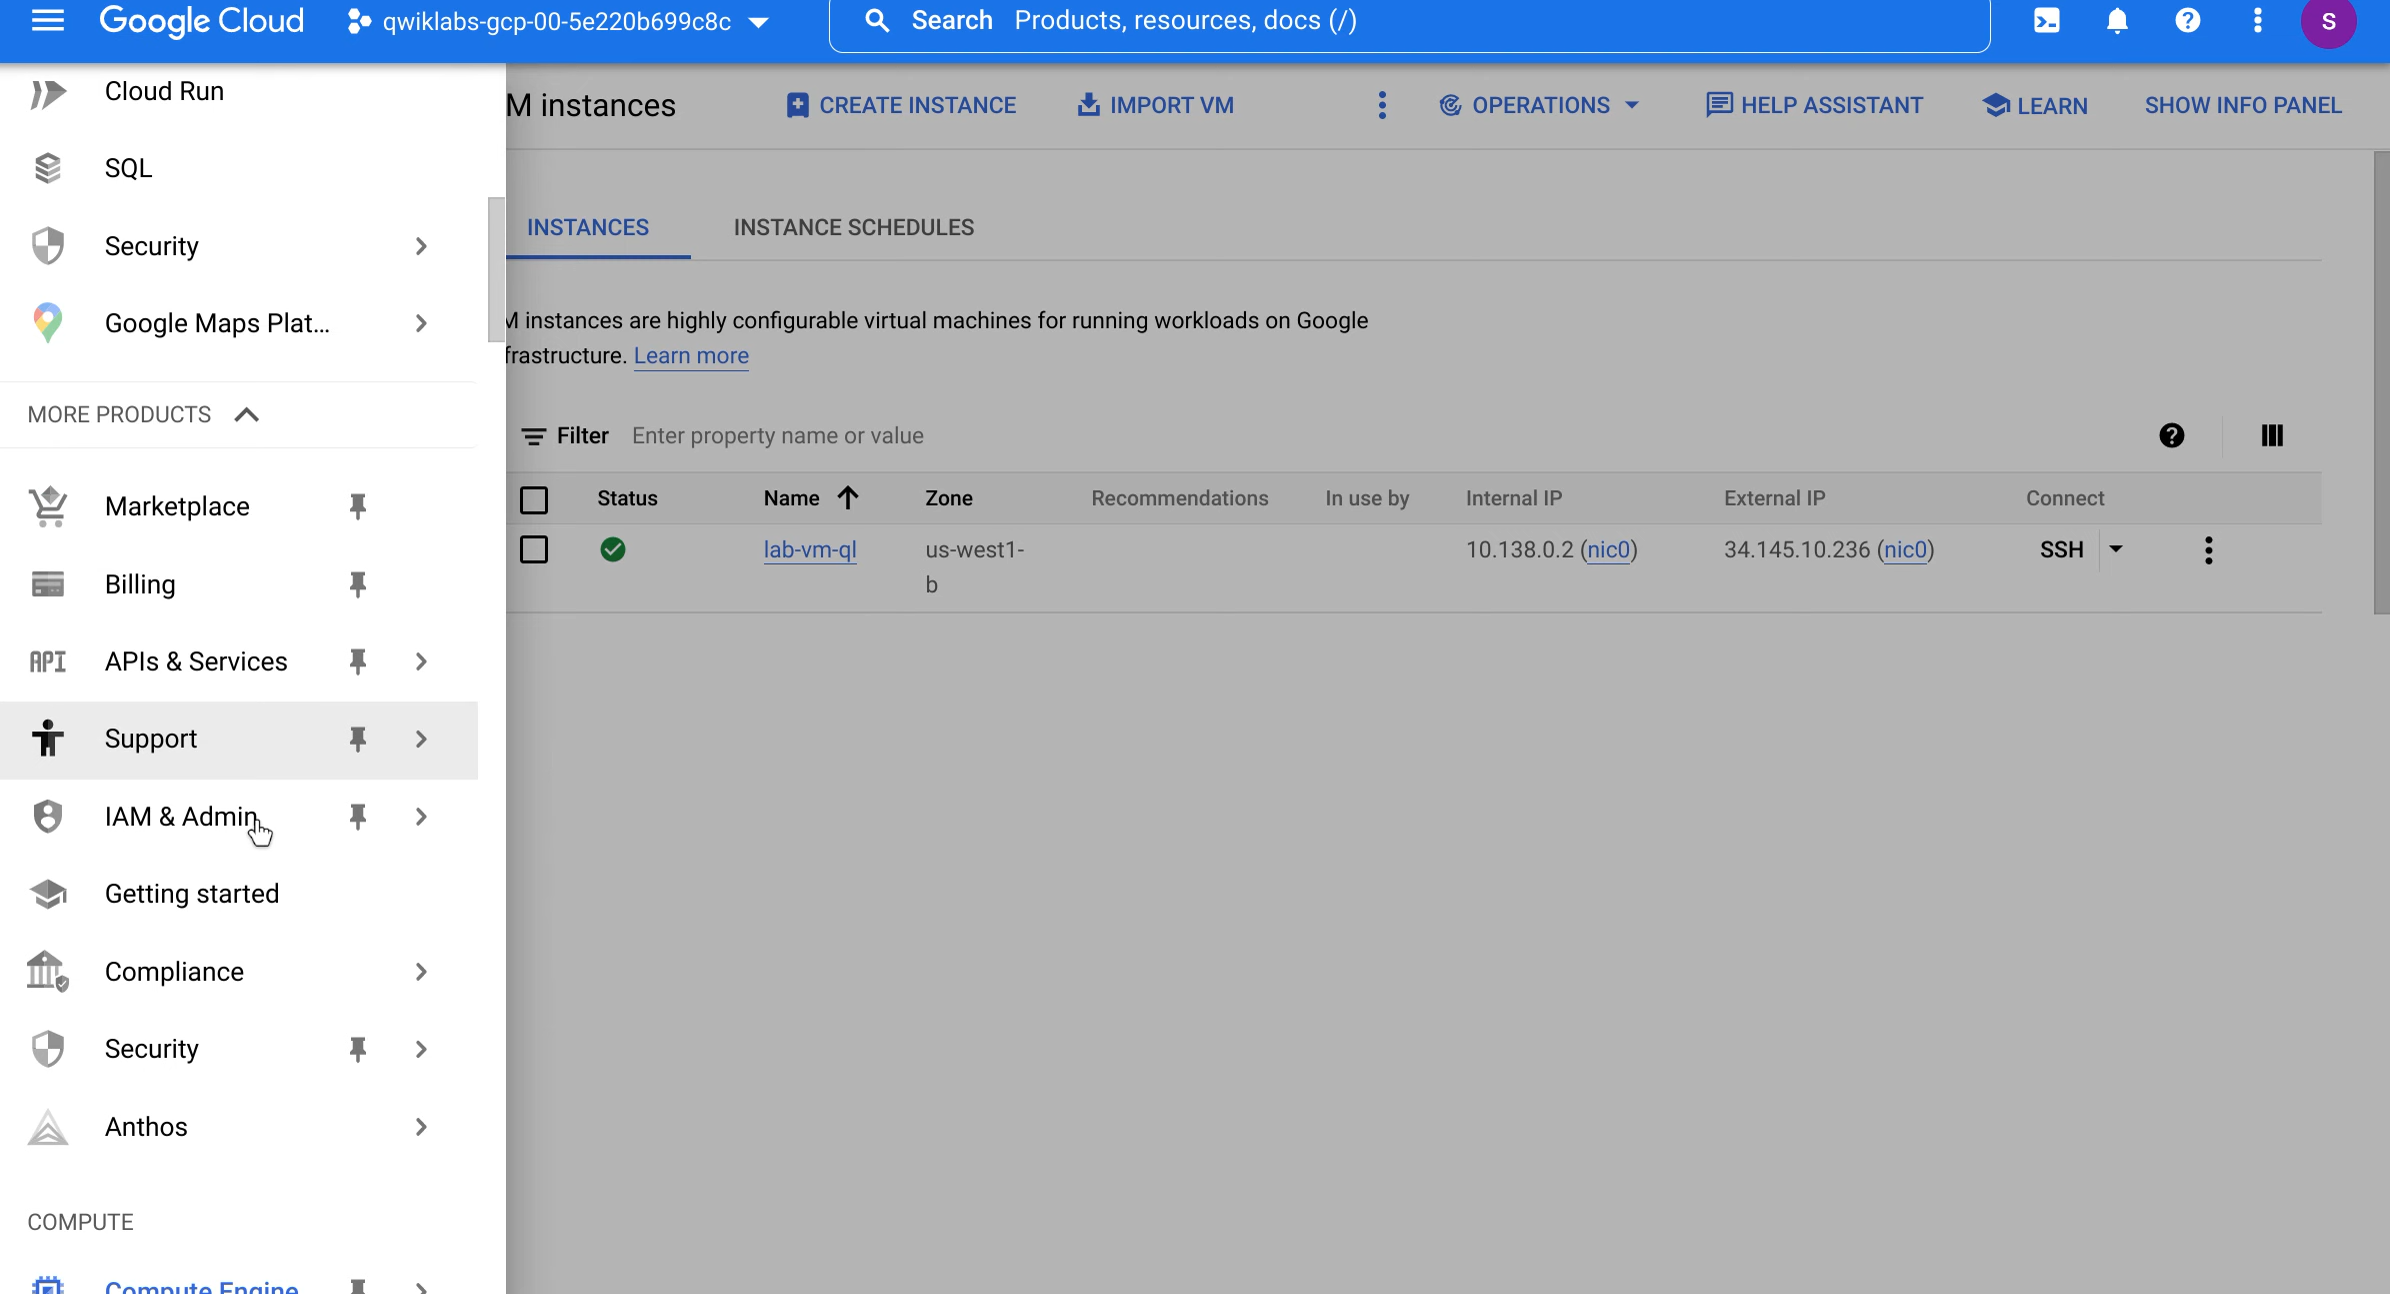 Google Cloud
qwiklabs-gcp-00-5e220b699c8c
Search Products, resources, docs (/)
S
Cloud Run
SQL
Security
Google Maps Plat...
MORE PRODUCTS
Marketplace
Billing
API APIs & Services
Support
IAM & Admin
Getting started
Compliance
Security
Anthos
COMPUTE
Compute Engine
M instances
CREATE INSTANCE
IMPORT VM
OPERATIONS
HELP ASSISTANT
LEARN
SHOW INFO PANEL
INSTANCES
INSTANCE SCHEDULES
M instances are highly configurable virtual machines for running workloads on Google
frastructure. Learn more
Filter Enter property name or value
Status Name Zone Recommendations In use by Internal IP External IP Connect
lab-vm-ql us-west1- 10.138.0.2 (nic0) 34.145.10.236 (nic0) SSH
b